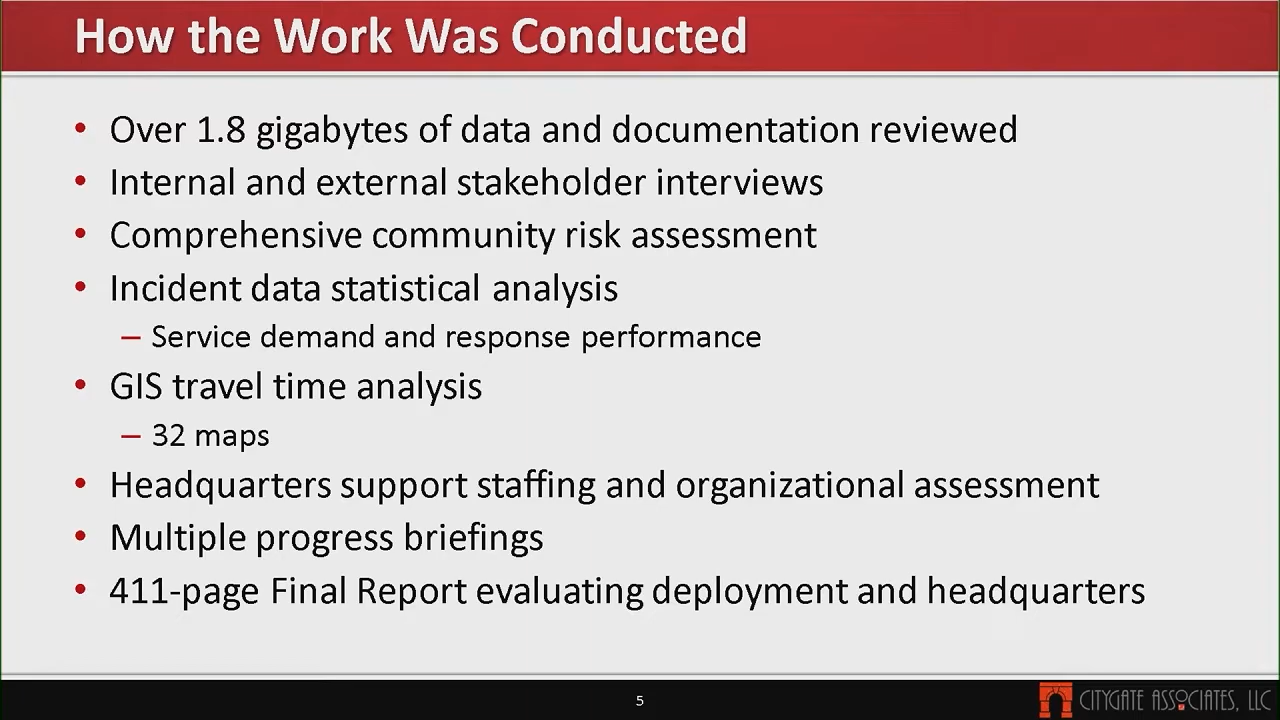 How the Work Was Conducted
• Over 1.8 gigabytes of data and documentation reviewed
• Internal and external stakeholder interviews
• Comprehensive community risk assessment
• Incident data statistical analysis
– Service demand and response performance
• GIS travel time analysis
– 32 maps
• Headquarters support staffing and organizational assessment
• Multiple progress briefings
• 411-page Final Report evaluating deployment and headquarters
5
CITYGATE ASSOCIATES, LLC